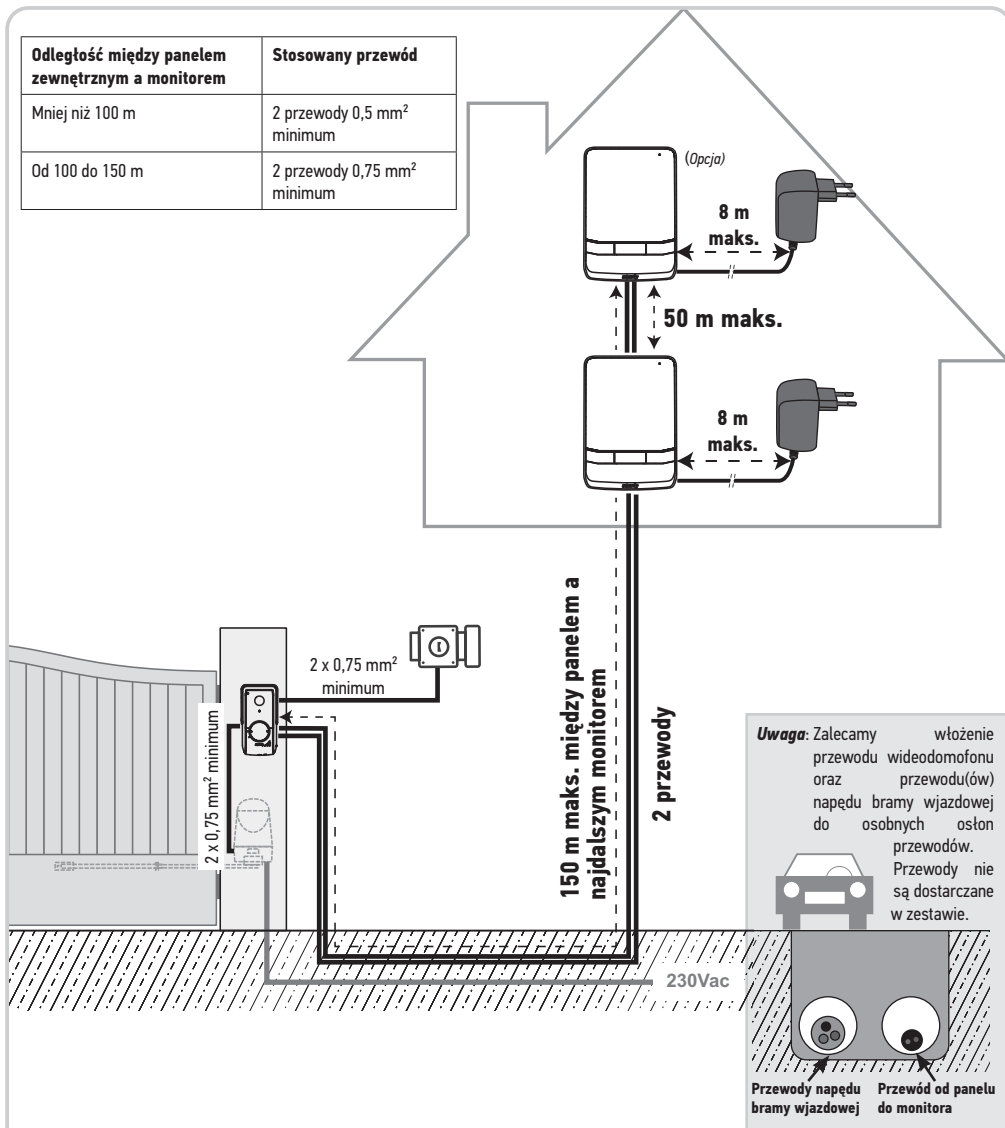 Odległość między panelem
zewnętrznym a monitorem
Stosowany przewód
Mniej niż 100 m
2 przewody 0,5 mm²
minimum
Od 100 do 150 m
2 przewody 0,75 mm²
minimum
(Opcja)
8 m
maks.
50 m maks.
8 m
maks.
150 m maks. między panelem a
najdalszym monitorem
2 przewody
2 x 0,75 mm²
minimum
2 x 0,75 mm² minimum
230Vac
Uwaga: Zalecamy włożenie
przewodu wideodomofonu
oraz przewodu(ów)
napędu bramy wjazdowej
do osobnych osłon
przewodów.
Przewody nie
są dostarczane
w zestawie.
Przewody napędu
bramy wjazdowej
Przewód od panelu
do monitora